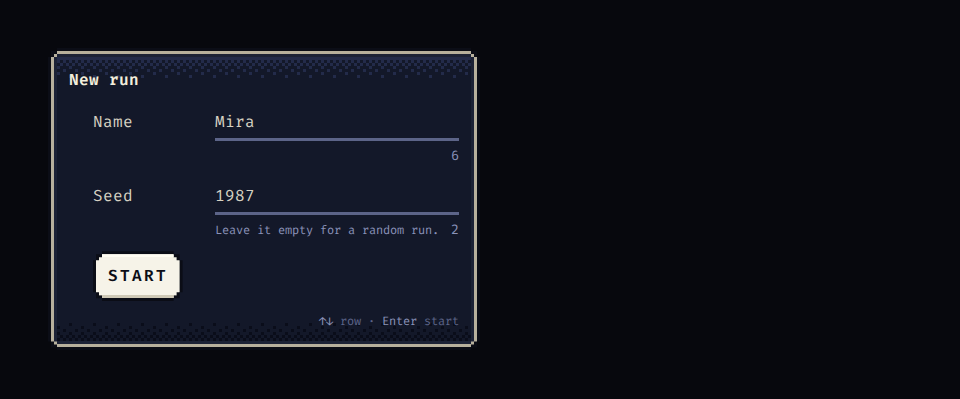 New run
Name Mira
6
Seed 1987
Leave it empty for a random run. 2
START
↑↓ row · Enter start